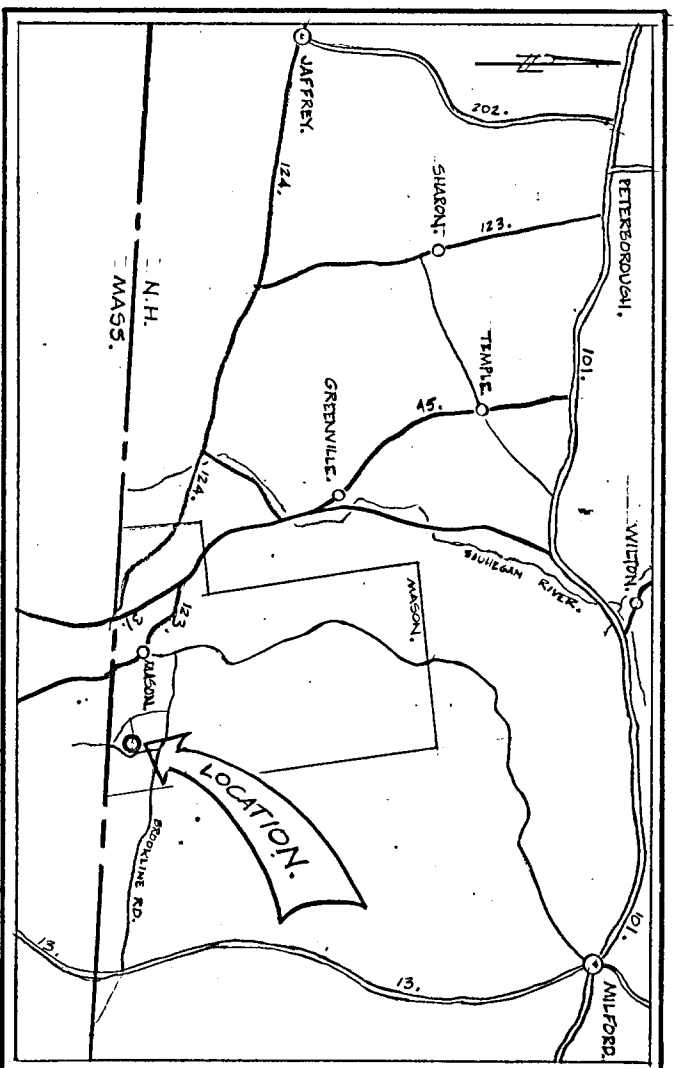 N
JAFFREY.
202.
PETERBOROUGH.
124.
SHARON.
123.
N.H.
MASS.
TEMPLE.
101.
45.
GREENVILLE.
124.
WILTON.
SOUHEGAN RIVER.
MASON.
31.
123.
MASON.
LOCATION.
BROOKLINE RD.
13.
13.
101.
MILFORD.